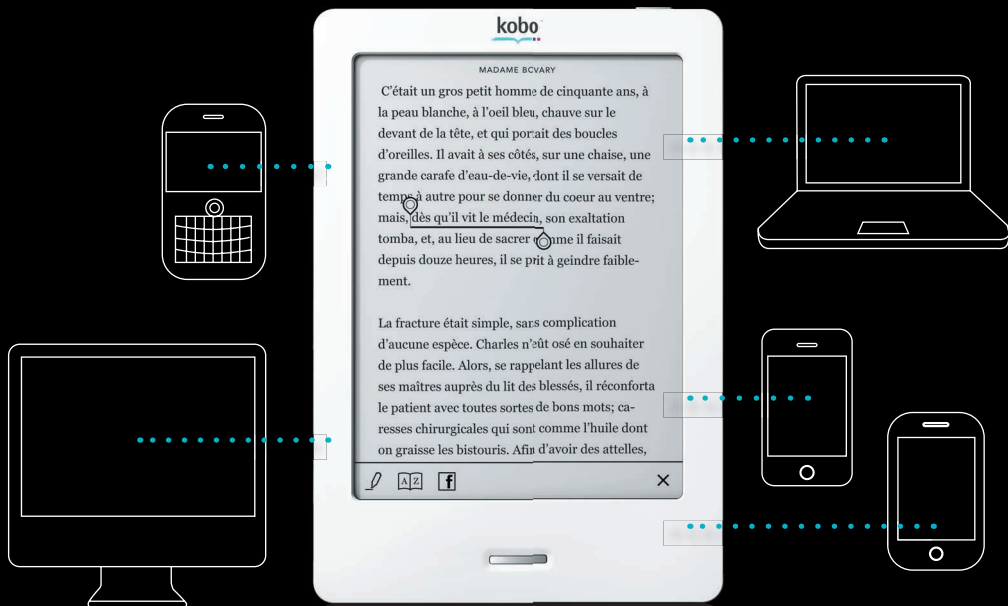 kobo
MADAME BOVARY
C'était un gros petit homme de cinquante ans, à
la peau blanche, à l'oeil bleu, chauve sur le
devant de la tête, et qui portait des boucles
d'oreilles. Il avait à ses côtés, sur une chaise, une
grande carafe d'eau-de-vie, dont il se versait de
temps à autre pour se donner du coeur au ventre;
mais, dès qu'il vit le médecin, son exaltation
tomba, et, au lieu de sacrer comme il faisait
depuis douze heures, il se prit à geindre faible-
ment.
La fracture était simple, sans complication
d'aucune espèce. Charles n'eût osé en souhaiter
de plus facile. Alors, se rappelant les allures de
ses maîtres auprès du lit des blessés, il réconforta
le patient avec toutes sortes de bons mots; ca-
resses chirurgicales qui sont comme l'huile dont
on graisse les bistouris. Afin d'avoir des attelles,
A Z f